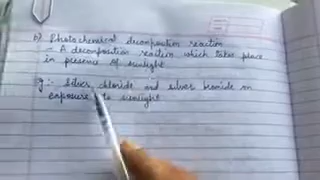 b) Photochemical decomposition reaction
- A decomposition reaction which takes place
in presence of sunlight
g:- Silver chloride and silver bromide on
exposure to sunlight